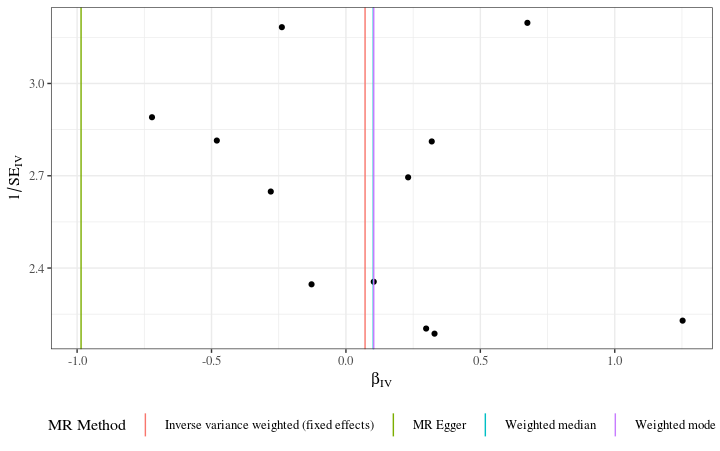 3.0
2.7
2.4
1/SE_IV
-1.0 -0.5 0.0 0.5 1.0
β_IV
MR Method Inverse variance weighted (fixed effects) MR Egger Weighted median Weighted mode